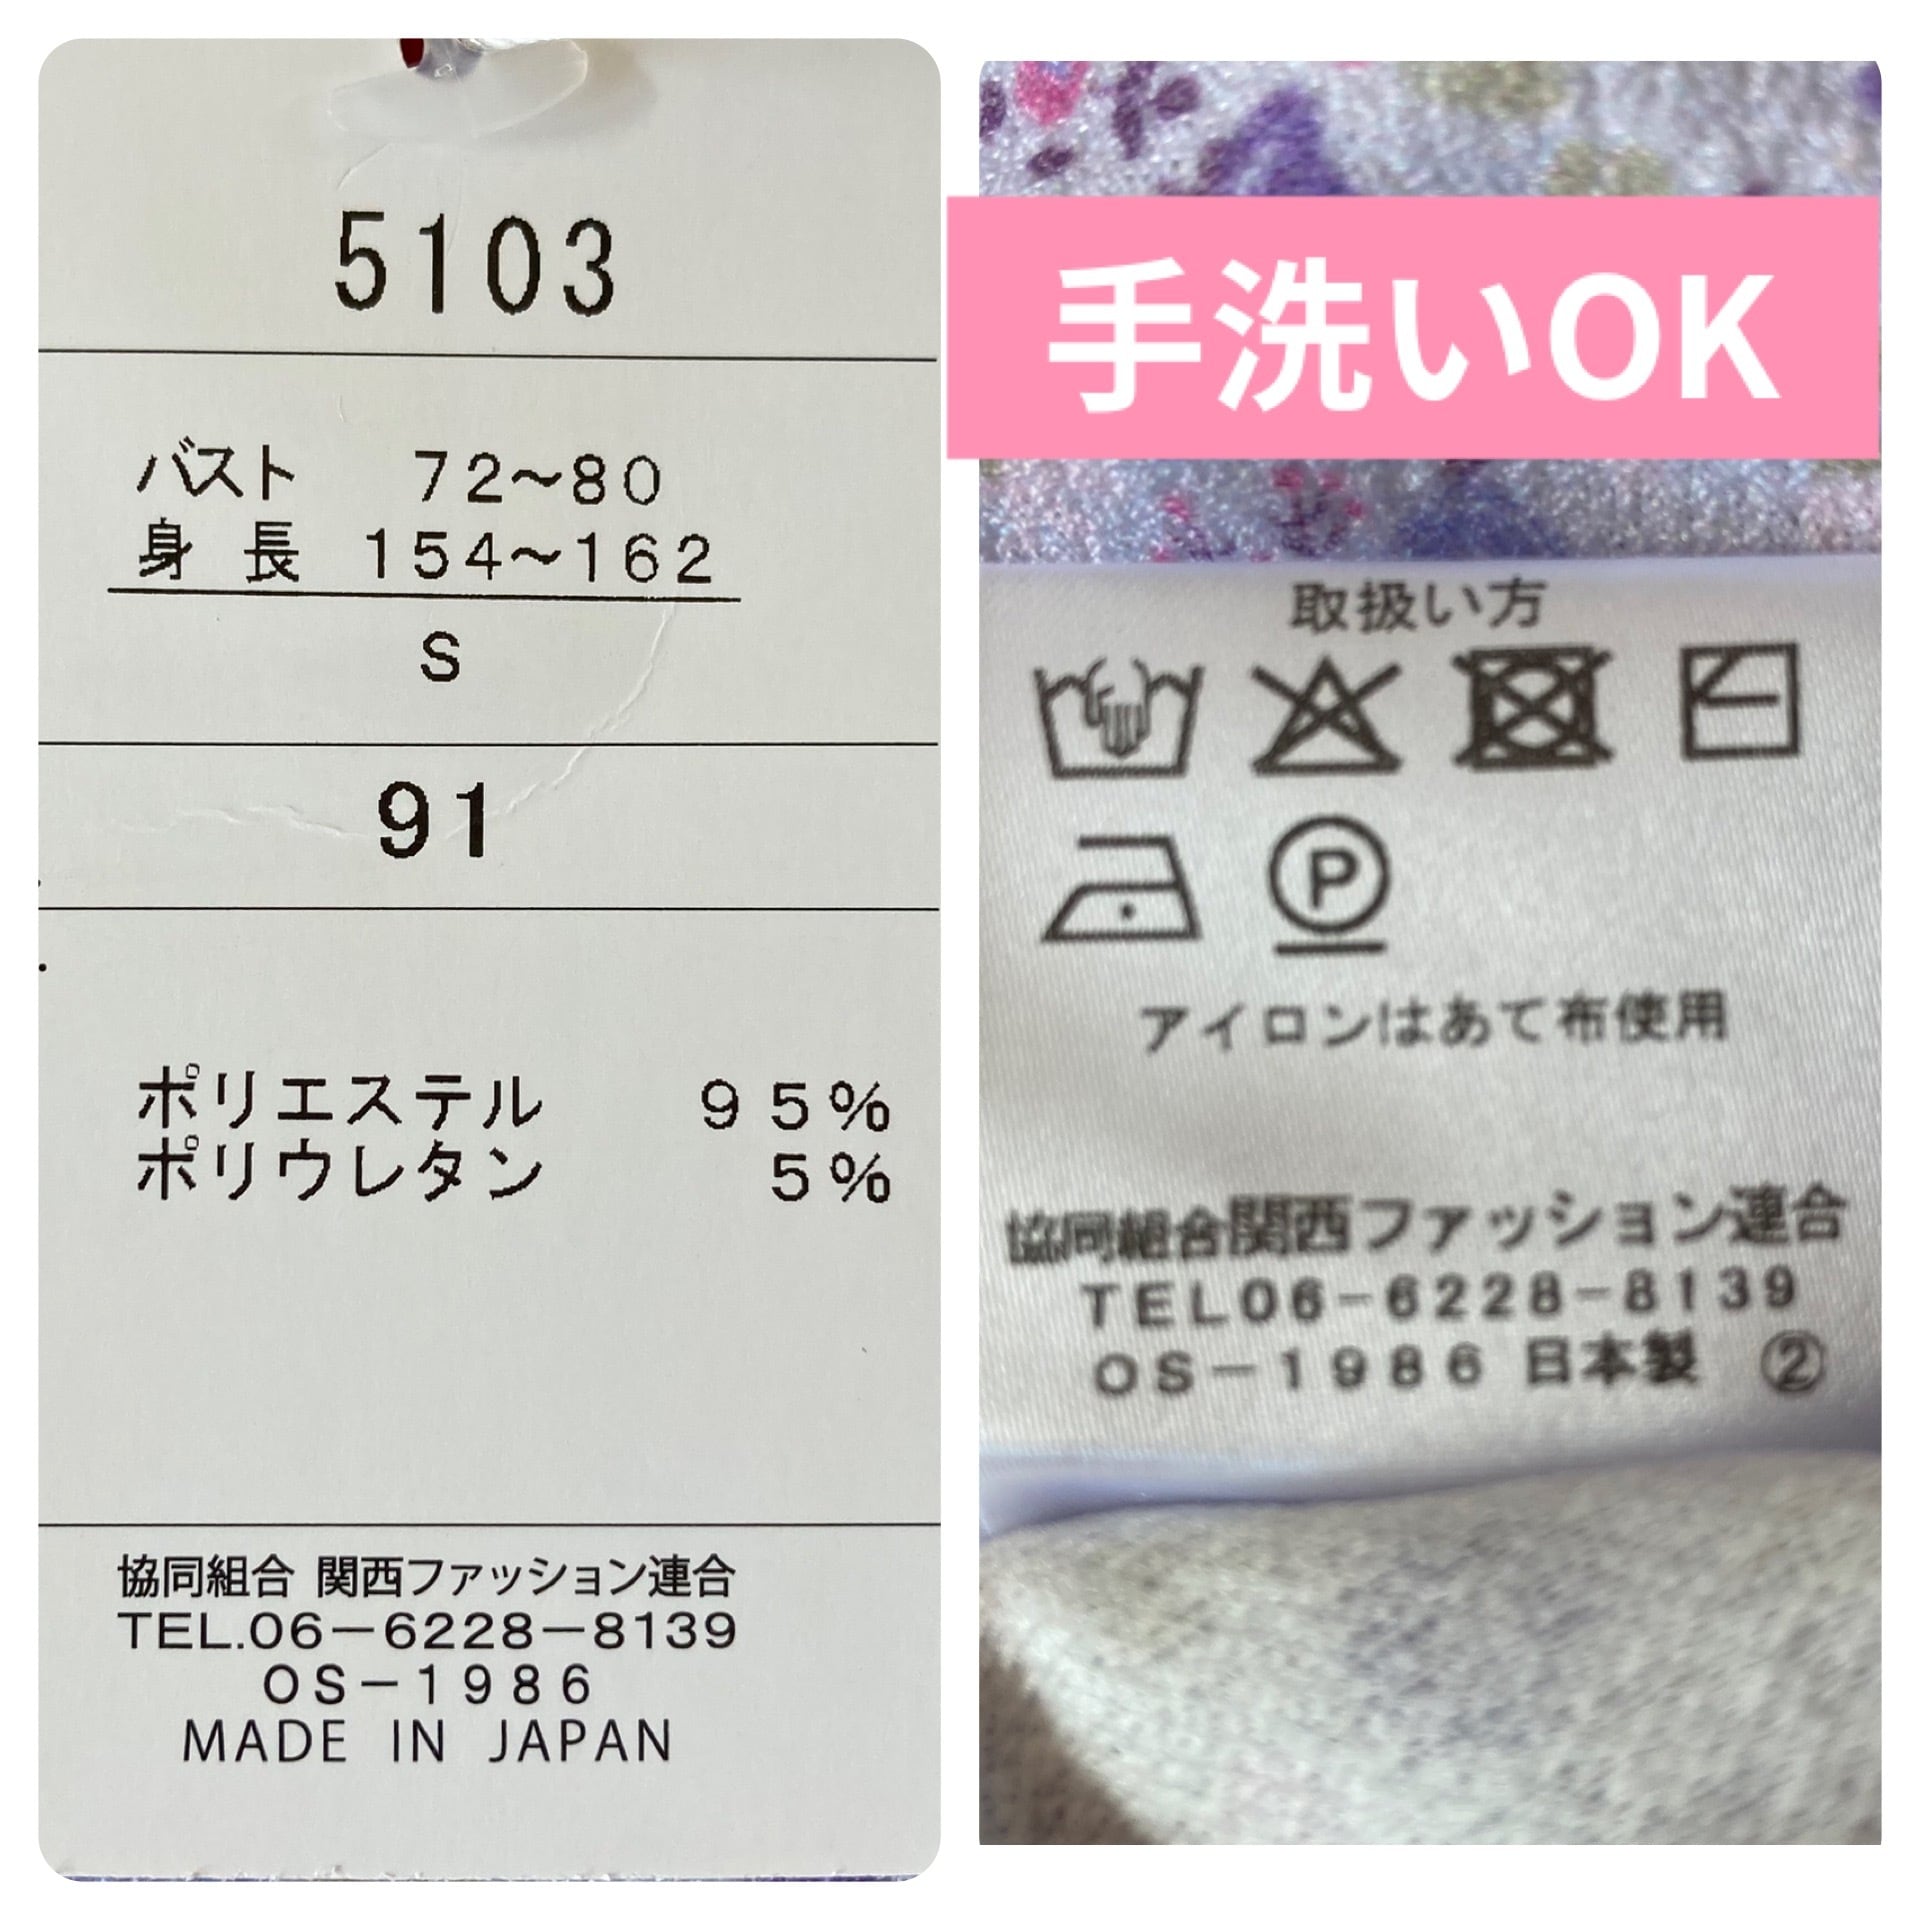 5103
バスト 72～80
身長 154～162
S
91
ポリエステル 95%
ポリウレタン 5%
協同組合 関西ファッション連合
TEL.06－6228－8139
OS－1986
MADE IN JAPAN
手洗いOK
取扱い方
P
アイロンはあて布使用
協同組合関西ファッション連合
TEL06－6228－8139
OS－1986 日本製 ②